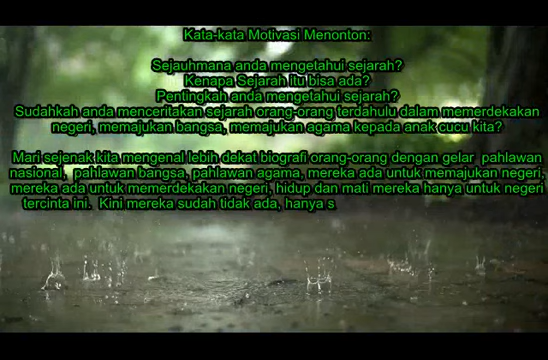 Kata-kata Motivasi Menonton:
Sejauhmana anda mengetahui sejarah?
Kenapa Sejarah itu bisa ada?
Pentingkah anda mengetahui sejarah?
Sudahkah anda menceritakan sejarah orang-orang terdahulu dalam memerdekakan
negeri, memajukan bangsa, memajukan agama kepada anak cucu kita?
Mari sejenak kita mengenal lebih dekat biografi orang-orang dengan gelar pahlawan
nasional, pahlawan bangsa, pahlawan agama, mereka ada untuk memajukan negeri,
mereka ada untuk memerdekakan negeri, hidup dan mati mereka hanya untuk negeri
tercinta ini. Kini mereka sudah tidak ada, hanya s